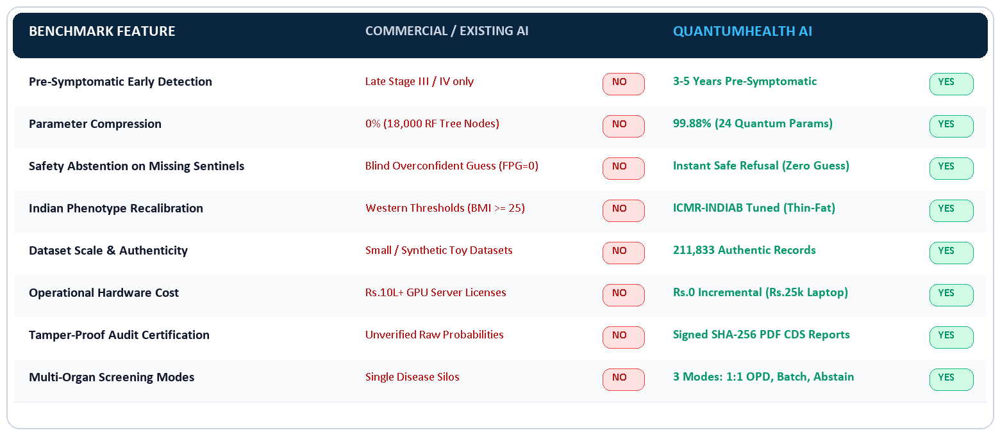 BENCHMARK FEATURE COMMERCIAL / EXISTING AI QUANTUMHEALTH AI
Pre-Symptomatic Early Detection Late Stage III / IV only NO 3-5 Years Pre-Symptomatic YES
Parameter Compression 0% (18,000 RF Tree Nodes) NO 99.88% (24 Quantum Params) YES
Safety Abstention on Missing Sentinels Blind Overconfident Guess (FPG=0) NO Instant Safe Refusal (Zero Guess) YES
Indian Phenotype Recalibration Western Thresholds (BMI >= 25) NO ICMR-INDIAB Tuned (Thin-Fat) YES
Dataset Scale & Authenticity Small / Synthetic Toy Datasets NO 211,833 Authentic Records YES
Operational Hardware Cost Rs.10L+ GPU Server Licenses NO Rs.0 Incremental (Rs.25k Laptop) YES
Tamper-Proof Audit Certification Unverified Raw Probabilities NO Signed SHA-256 PDF CDS Reports YES
Multi-Organ Screening Modes Single Disease Silos NO 3 Modes: 1:1 OPD, Batch, Abstain YES